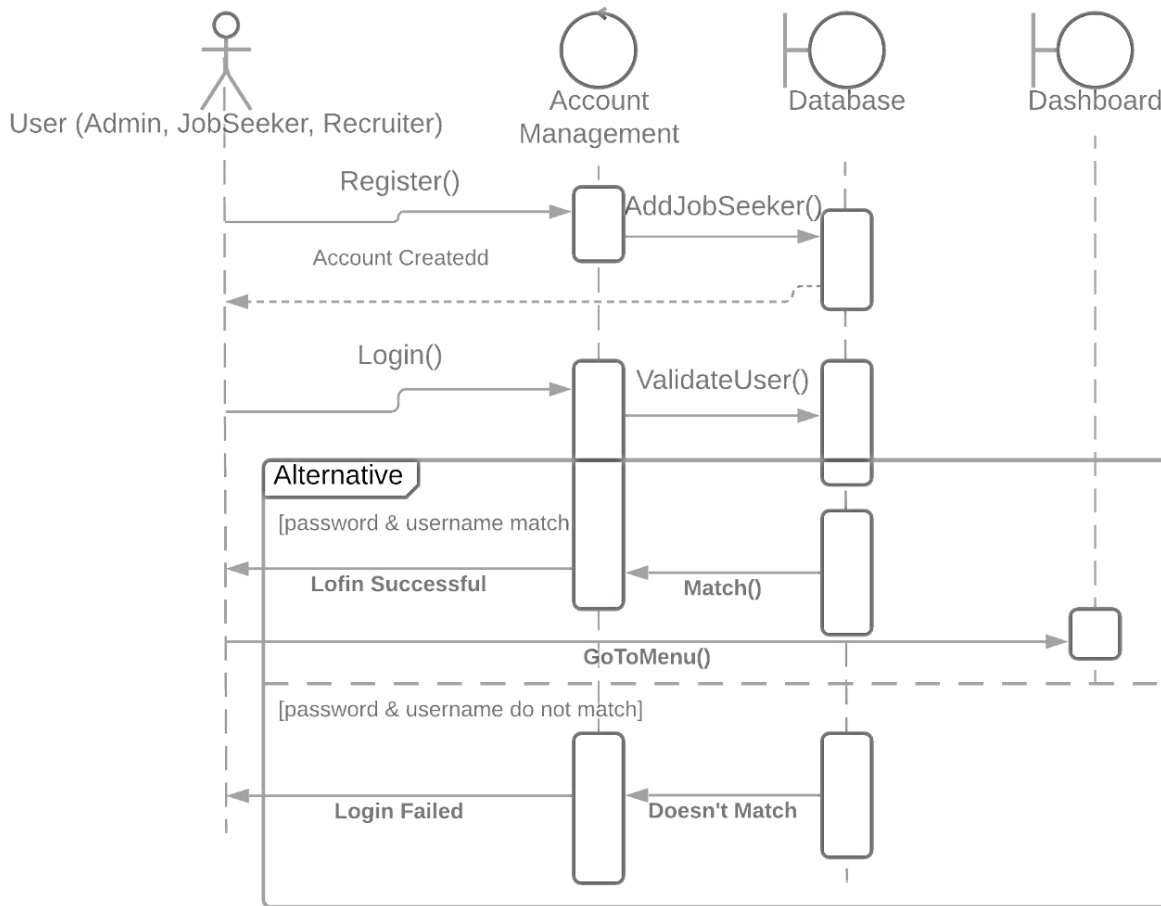 Account
Database
Dashboard
User (Admin, JobSeeker, Recruiter)
Management
Register()
AddJobSeeker()
Account Createdd
Login()
ValidateUser()
Alternative
[password & username match
Lofin Successful
Match()
GoToMenu()
[password & username do not match]
Login Failed
Doesn't Match